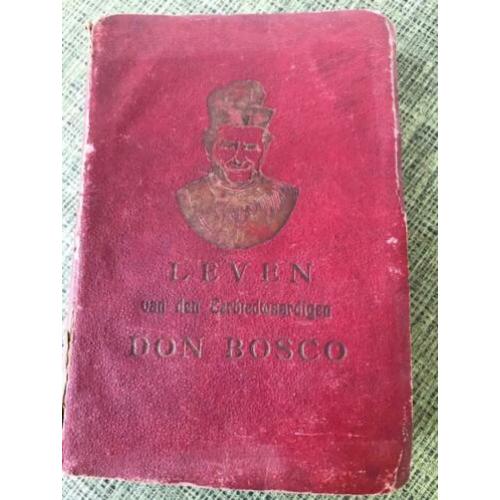 LEVEN
van den Eerbiedwaardigen
DON BOSCO